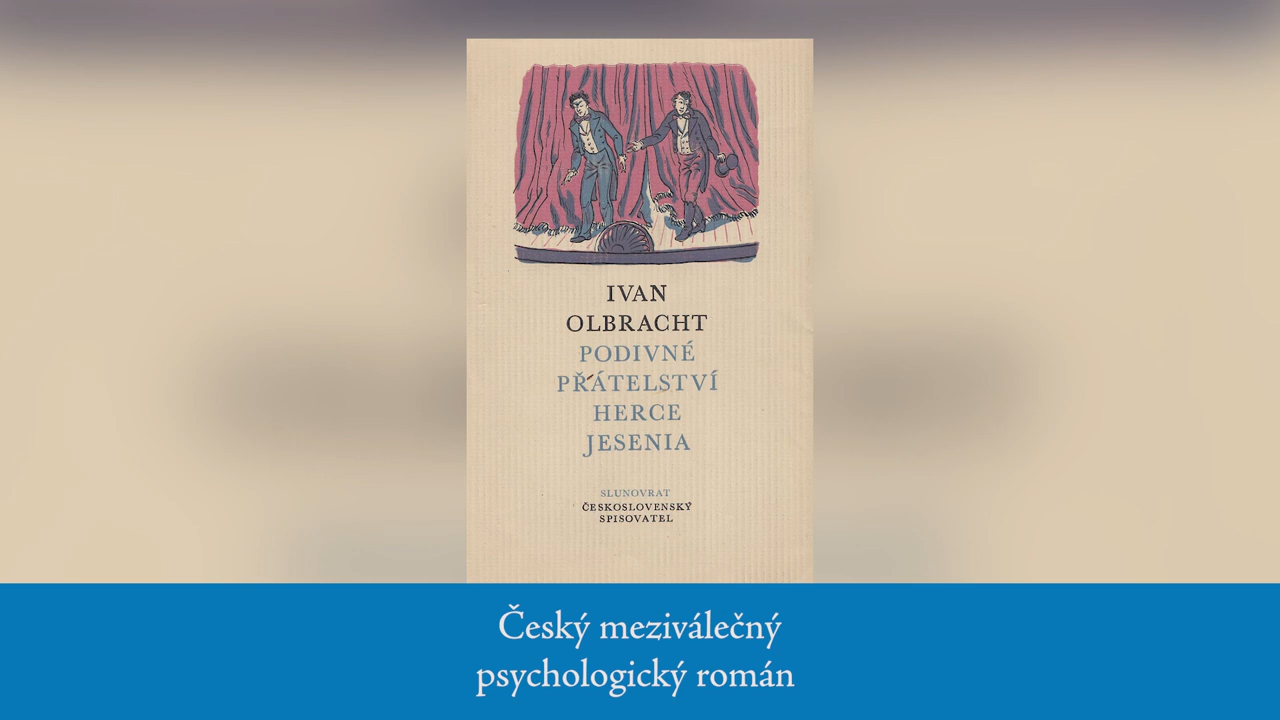 IVAN
OLBRACHT
PODIVNÉ
PŘÁTELSTVÍ
HERCE
JESENIA
SLUNOVRAT
ČESKOSLOVENSKÝ
SPISOVATEL
Český meziválečný
psychologický román